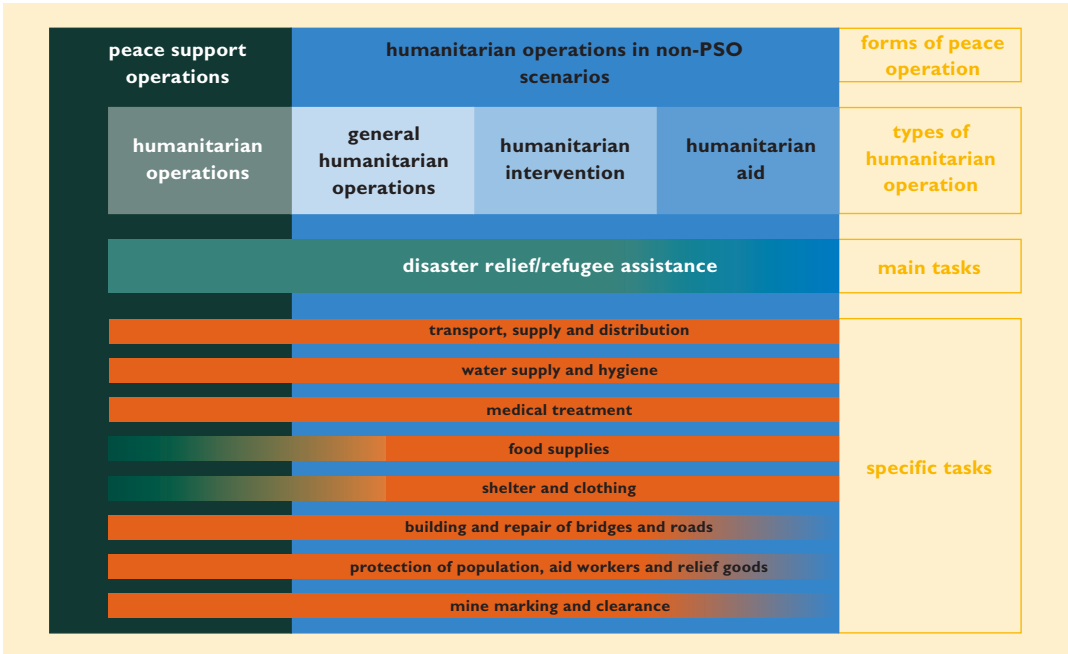 peace support
operations
humanitarian operations in non-PSO
scenarios
forms of peace
operation
humanitarian
operations
general
humanitarian
operations
humanitarian
intervention
humanitarian
aid
types of
humanitarian
operation
disaster relief/refugee assistance
main tasks
transport, supply and distribution
water supply and hygiene
medical treatment
food supplies
shelter and clothing
building and repair of bridges and roads
protection of population, aid workers and relief goods
mine marking and clearance
specific tasks